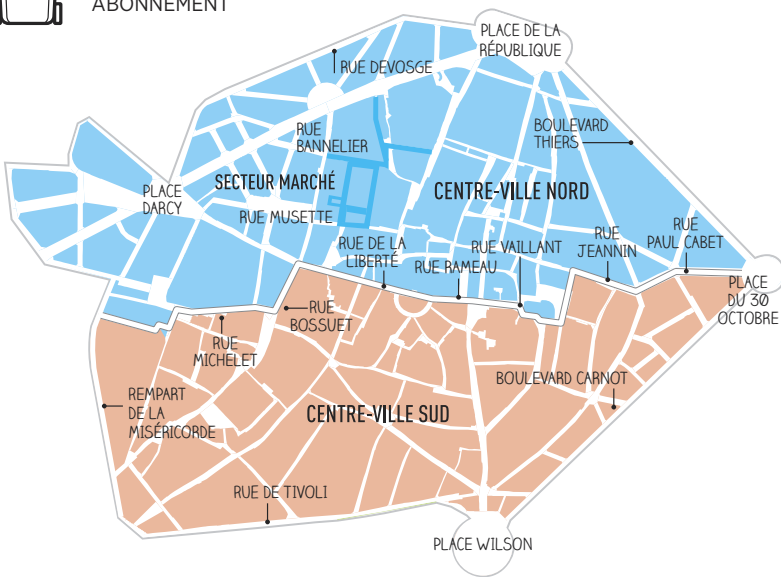 ABONNEMENT
PLACE DE LA
RÉPUBLIQUE
RUE DEVOSGE
RUE
BANNELIER
BOULEVARD
THIERS
SECTEUR MARCHÉ
CENTRE-VILLE NORD
PLACE
DARCY
RUE MUSETTE
RUE DE LA
LIBERTÉ
RUE RAMEAU
RUE VAILLANT
RUE
JEANNIN
RUE
PAUL CABET
PLACE
DU 30
OCTOBRE
RUE
BOSSUET
RUE
MICHELET
REMPART
DE LA
MISÉRICORDE
CENTRE-VILLE SUD
BOULEVARD CARNOT
RUE DE TIVOLI
PLACE WILSON